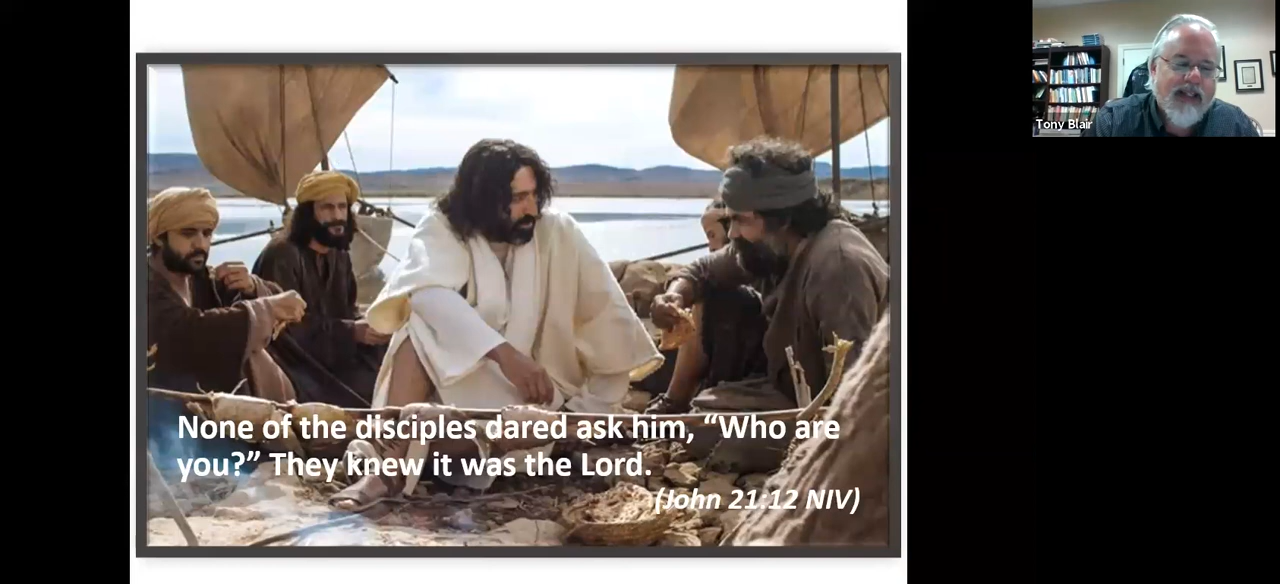 None of the disciples dared ask him, “Who are
you?” They knew it was the Lord.
(John 21:12 NIV)
Tony Blair